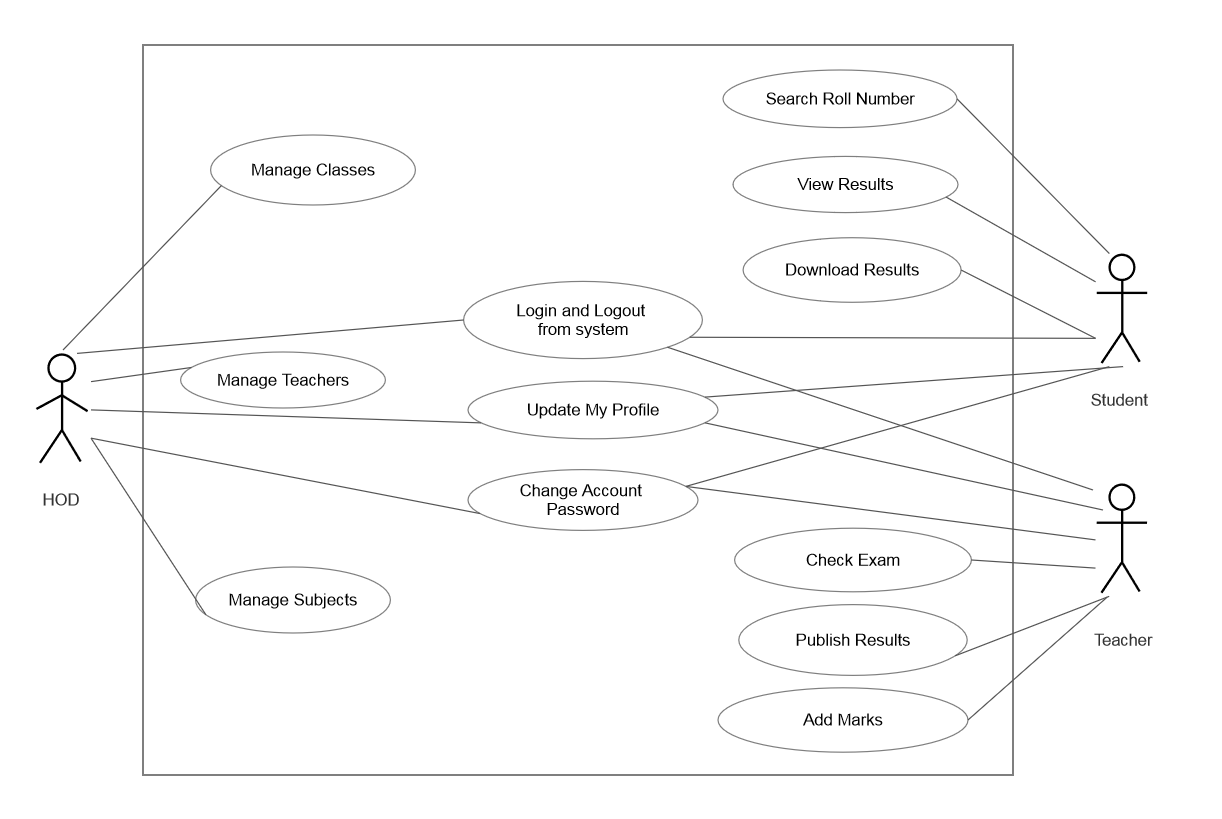 Search Roll Number
Manage Classes
View Results
Download Results
Login and Logout
from system
Manage Teachers
Update My Profile
Student
Change Account
Password
HOD
Check Exam
Manage Subjects
Publish Results
Teacher
Add Marks